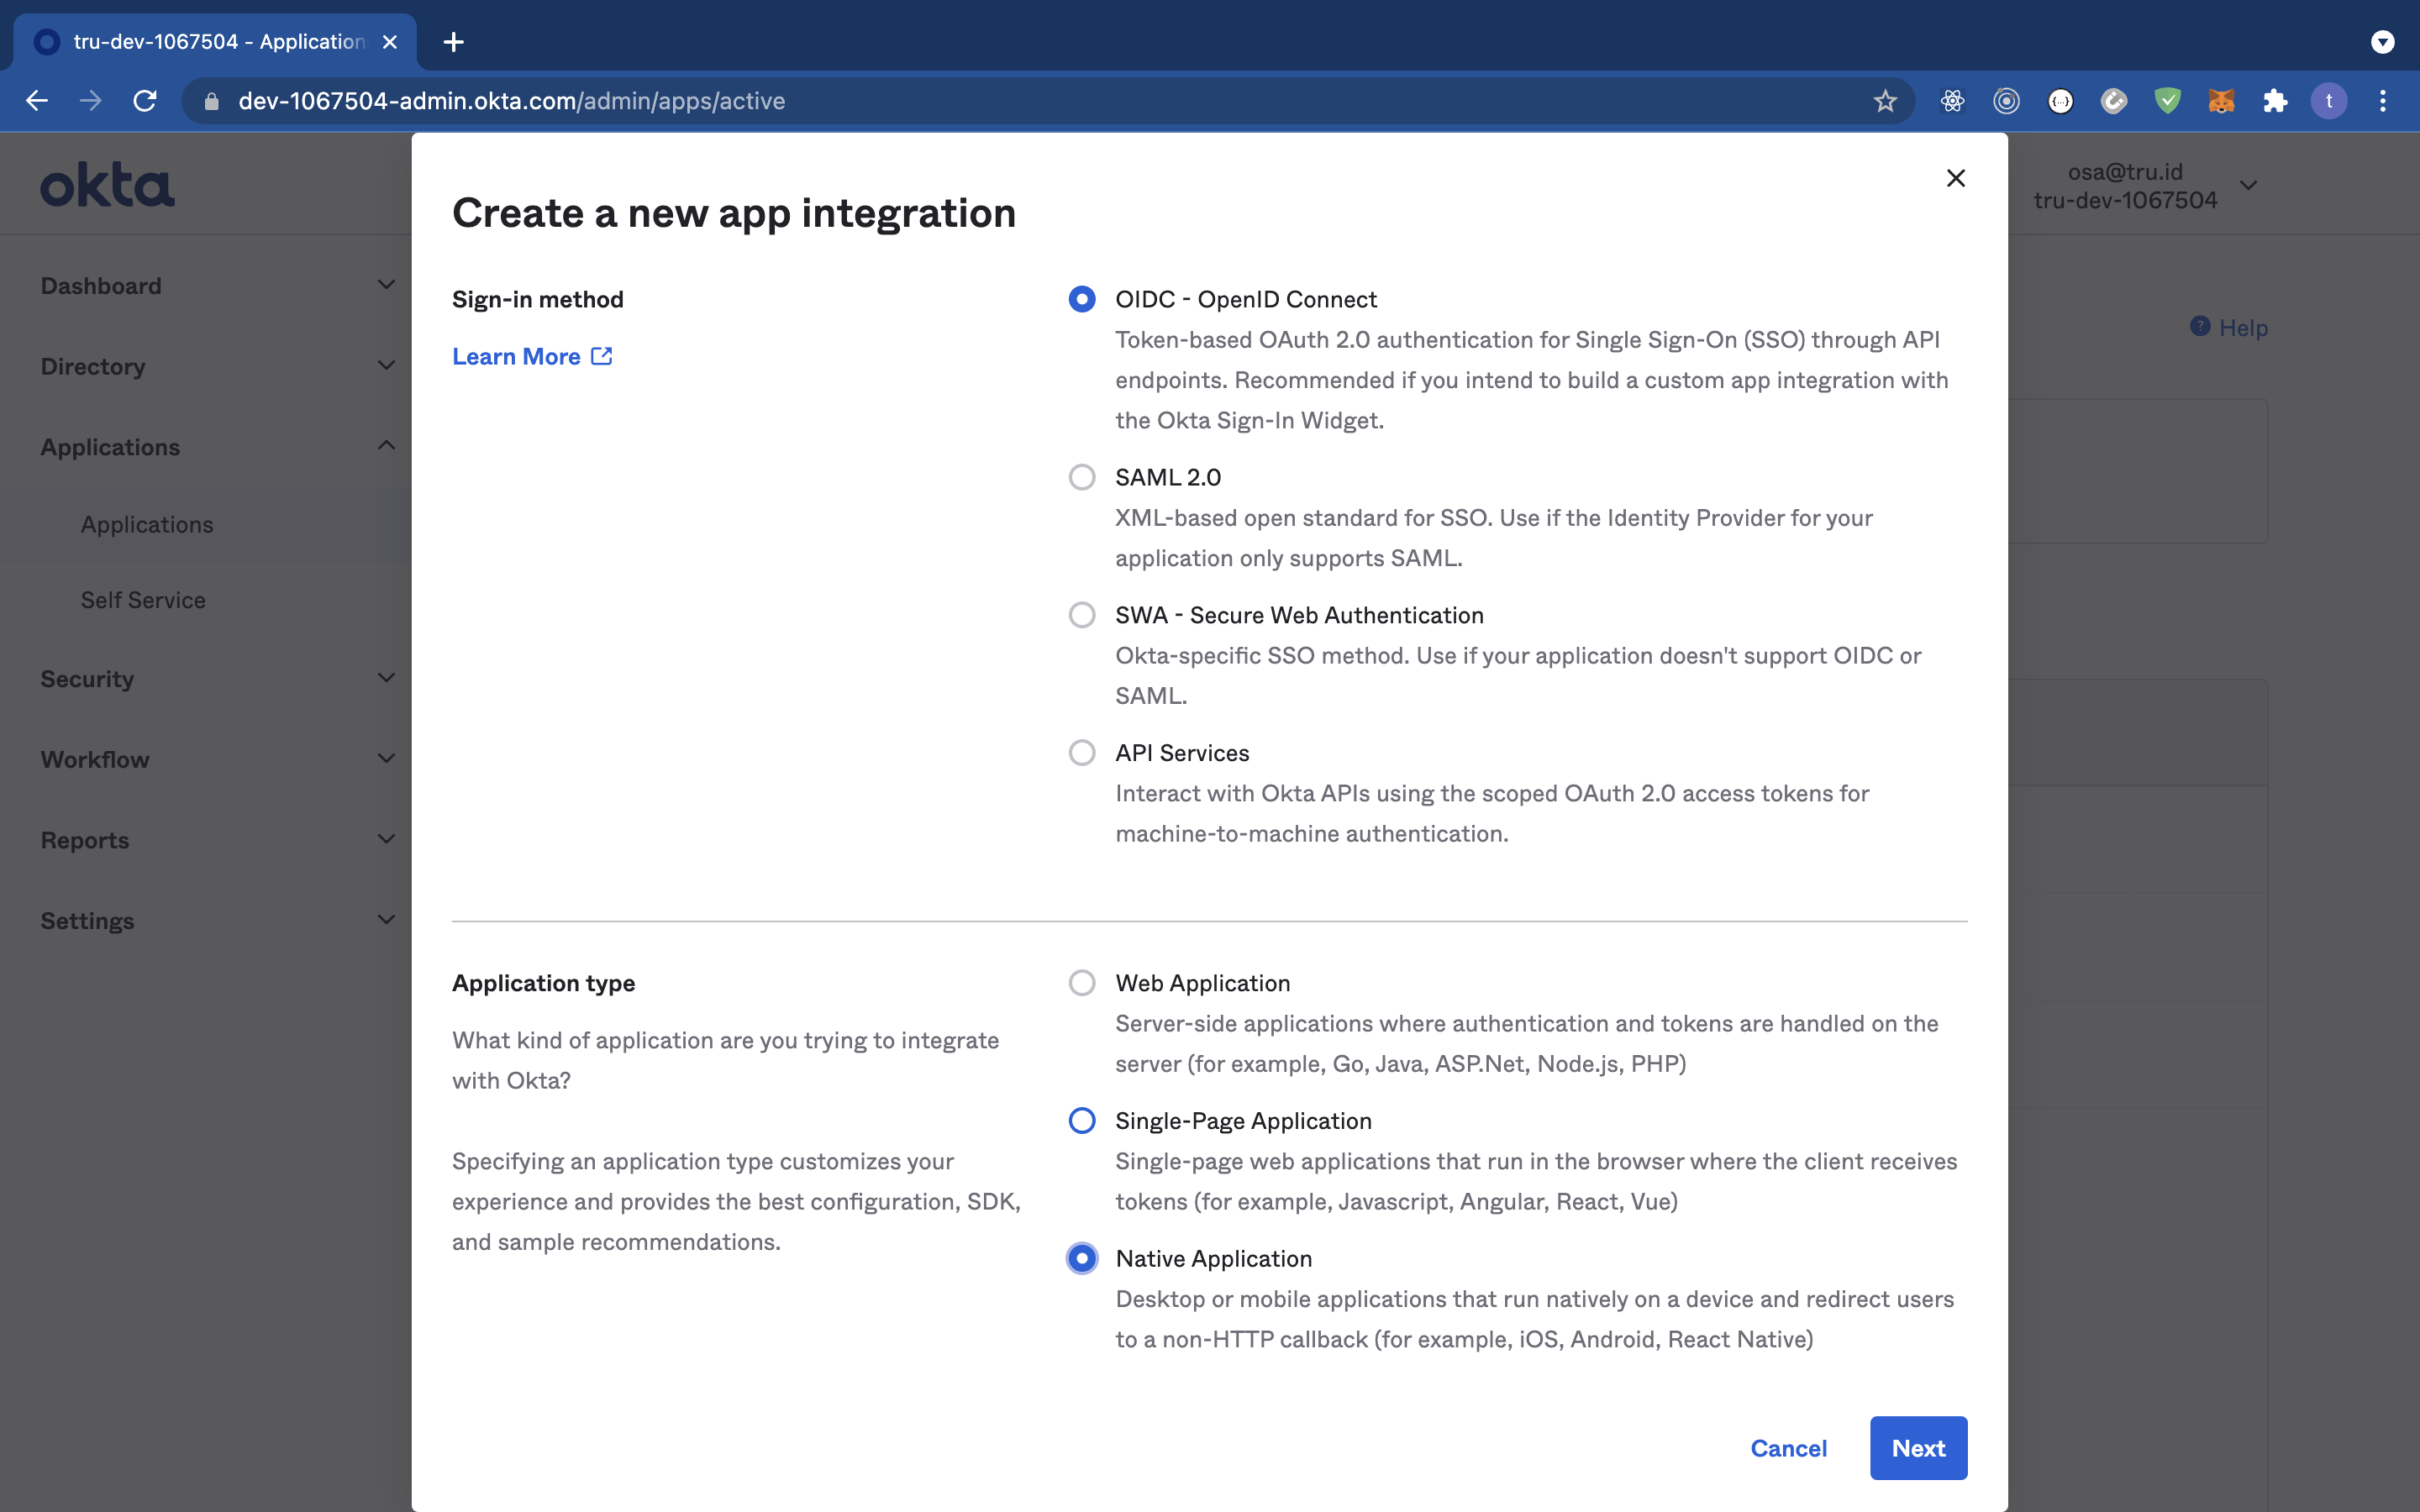 tru-dev-1067504 - Application
dev-1067504-admin.okta.com/admin/apps/active
t
okta
osa@tru.id
tru-dev-1067504
Dashboard
Directory
Applications
Applications
Self Service
Security
Workflow
Reports
Settings
Help
Create a new app integration
Sign-in method
Learn More
OIDC - OpenID Connect
Token-based OAuth 2.0 authentication for Single Sign-On (SSO) through API
endpoints. Recommended if you intend to build a custom app integration with
the Okta Sign-In Widget.
SAML 2.0
XML-based open standard for SSO. Use if the Identity Provider for your
application only supports SAML.
SWA - Secure Web Authentication
Okta-specific SSO method. Use if your application doesn't support OIDC or
SAML.
API Services
Interact with Okta APIs using the scoped OAuth 2.0 access tokens for
machine-to-machine authentication.
Application type
What kind of application are you trying to integrate
with Okta?
Specifying an application type customizes your
experience and provides the best configuration, SDK,
and sample recommendations.
Web Application
Server-side applications where authentication and tokens are handled on the
server (for example, Go, Java, ASP.Net, Node.js, PHP)
Single-Page Application
Single-page web applications that run in the browser where the client receives
tokens (for example, Javascript, Angular, React, Vue)
Native Application
Desktop or mobile applications that run natively on a device and redirect users
to a non-HTTP callback (for example, iOS, Android, React Native)
Cancel
Next